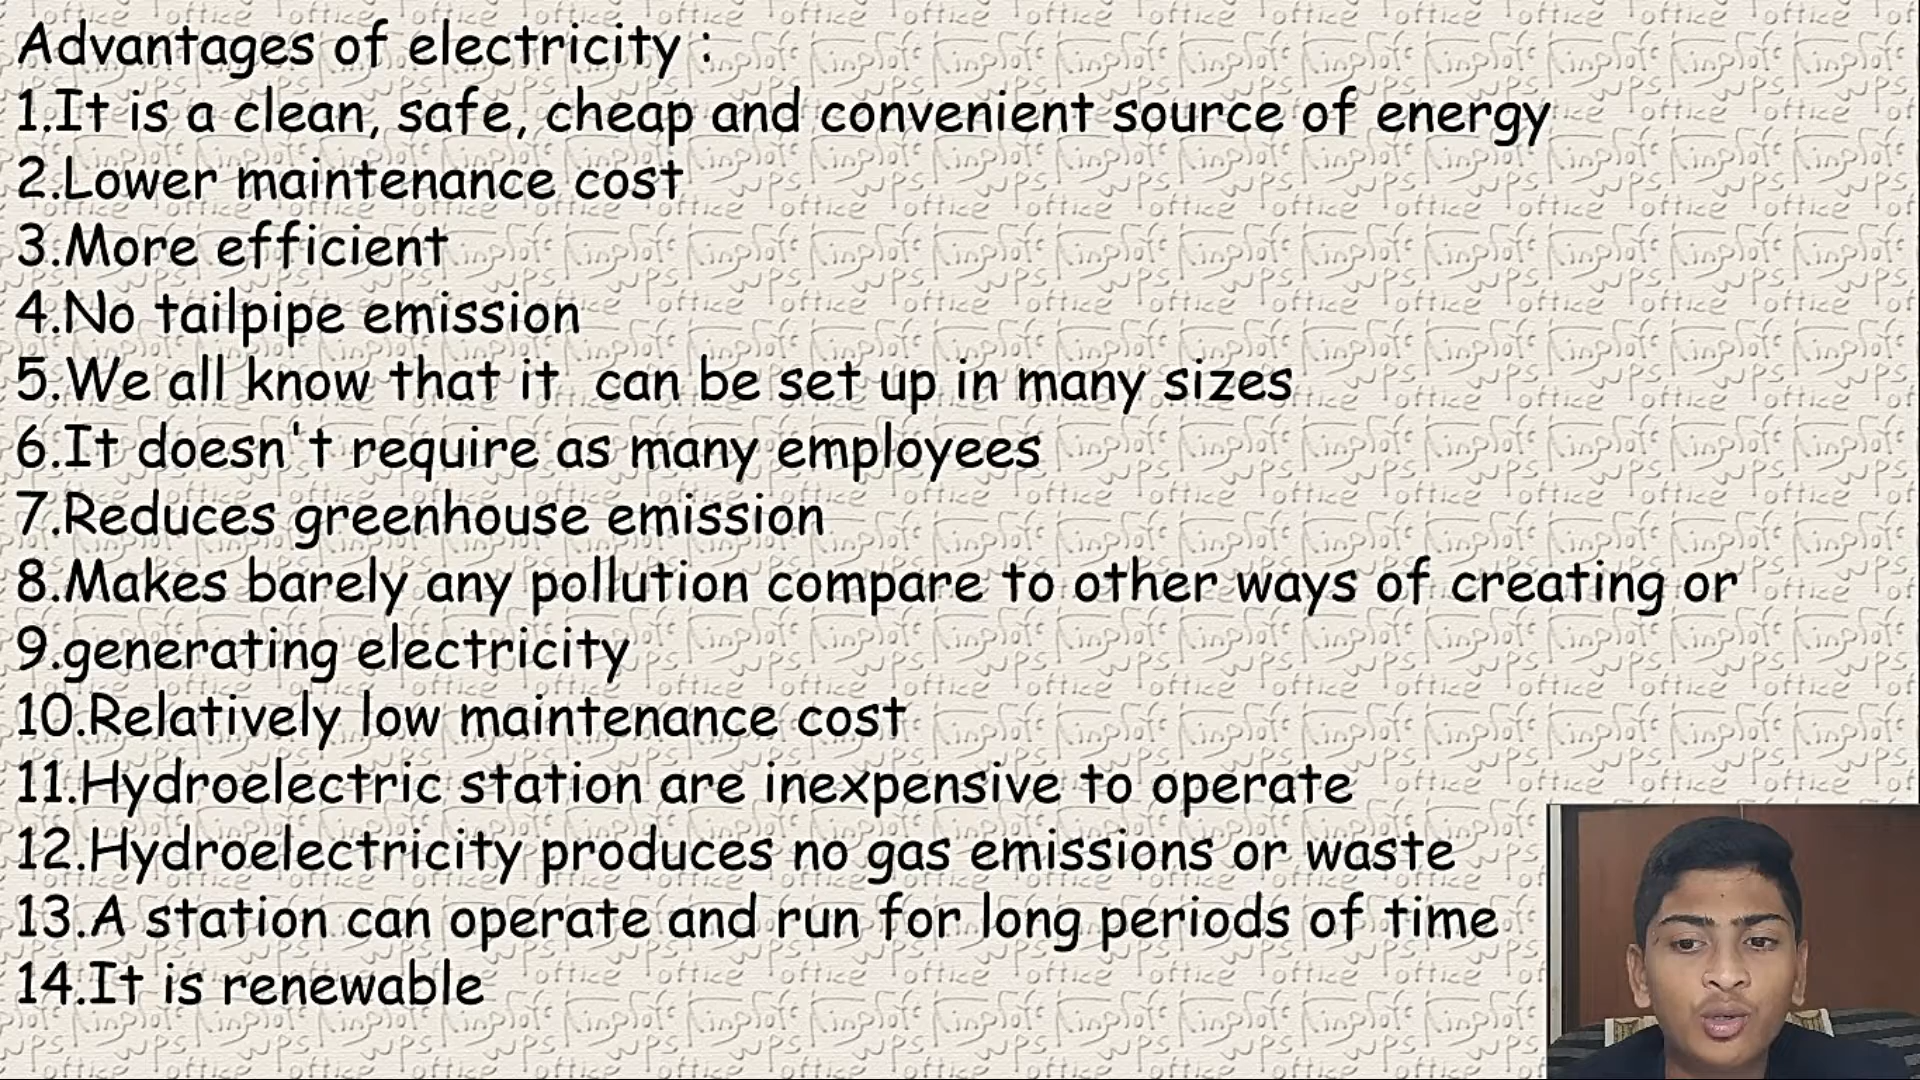 Advantages of electricity :
1.It is a clean, safe, cheap and convenient source of energy
2.Lower maintenance cost
3.More efficient
4.No tailpipe emission
5.We all know that it  can be set up in many sizes
6.It doesn't require as many employees
7.Reduces greenhouse emission
8.Makes barely any pollution compare to other ways of creating or
9.generating electricity
10.Relatively low maintenance cost
11.Hydroelectric station are inexpensive to operate
12.Hydroelectricity produces no gas emissions or waste
13.A station can operate and run for long periods of time
14.It is renewable